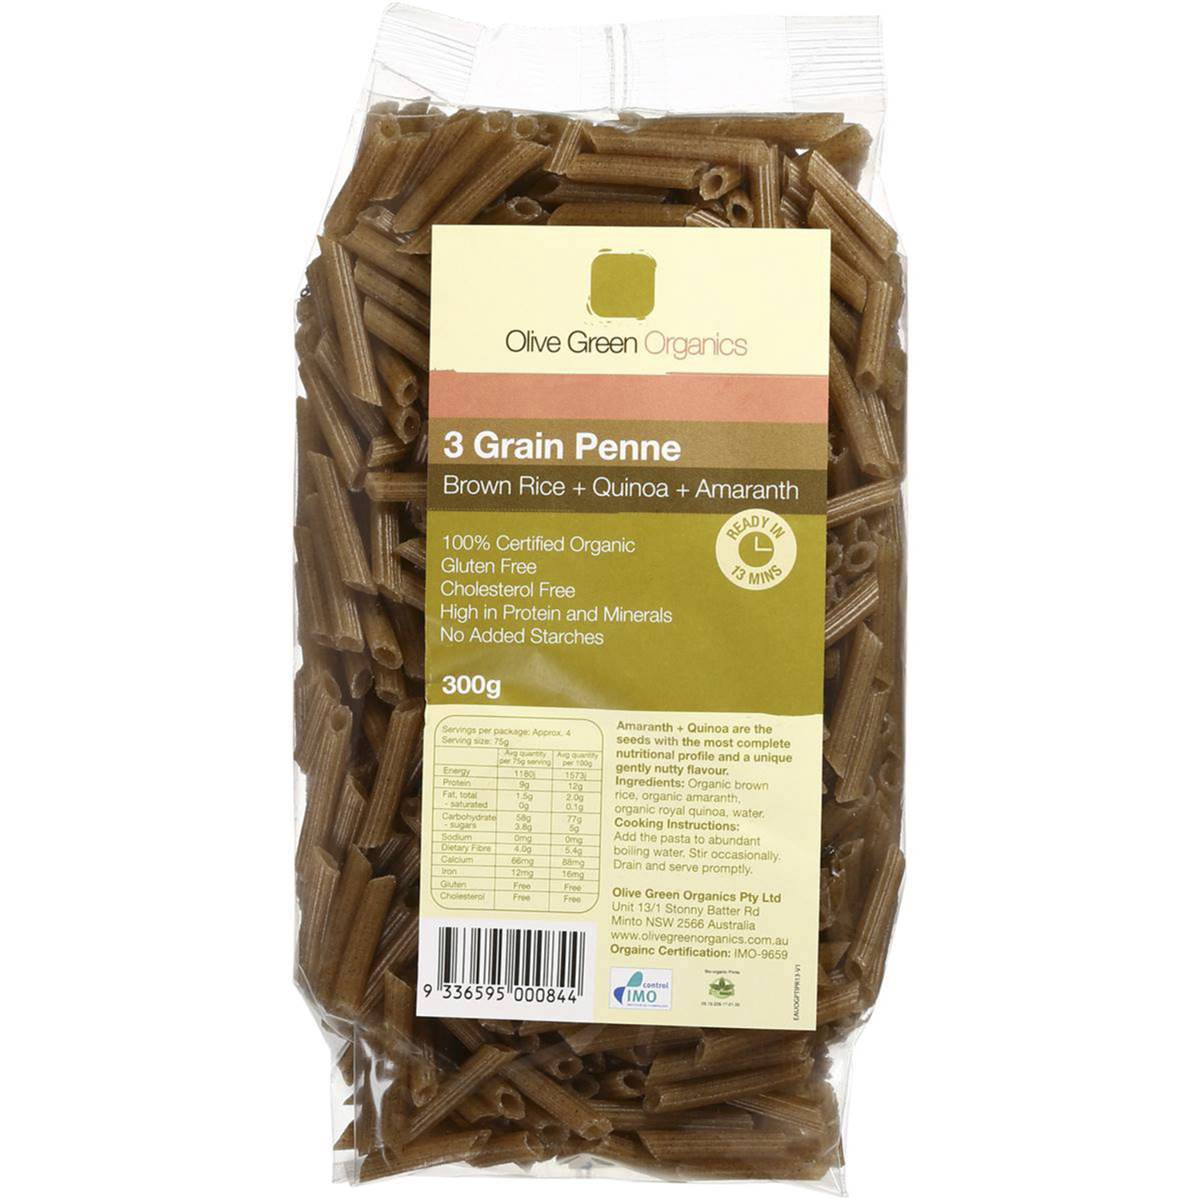 Olive Green Organics
3 Grain Penne
Brown Rice + Quinoa + Amaranth
READY IN
13 MINS
100% Certified Organic
Gluten Free
Cholesterol Free
High in Protein and Minerals
No Added Starches
300g
Servings per package: Approx. 4
Serving size: 75g
Avg quantity per 75g serving Avg quantity per 100g
Energy 1180j 1573j
Protein 9g 12g
Fat, total 1.5g 2.0g
- saturated 0g 0.1g
Carbohydrate 58g 77g
- sugars 3.8g 5g
Sodium 0mg 0mg
Dietary Fibre 4.0g 5.4g
Calcium 66mg 88mg
Iron 12mg 16mg
Gluten Free Free
Cholesterol Free Free
Amaranth + Quinoa are the
seeds with the most complete
nutritional profile and a unique
gently nutty flavour.
Ingredients: Organic brown
rice, organic amaranth,
organic royal quinoa, water.
Cooking Instructions:
Add the pasta to abundant
boiling water. Stir occasionally.
Drain and serve promptly.
Olive Green Organics Pty Ltd
Unit 13/1 Stonny Batter Rd
Minto NSW 2566 Australia
www.olivegreenorganics.com.au
Orgainc Certification: IMO-9659
9 336595 000844
control
IMO
EAUOGPTIPR13-V1